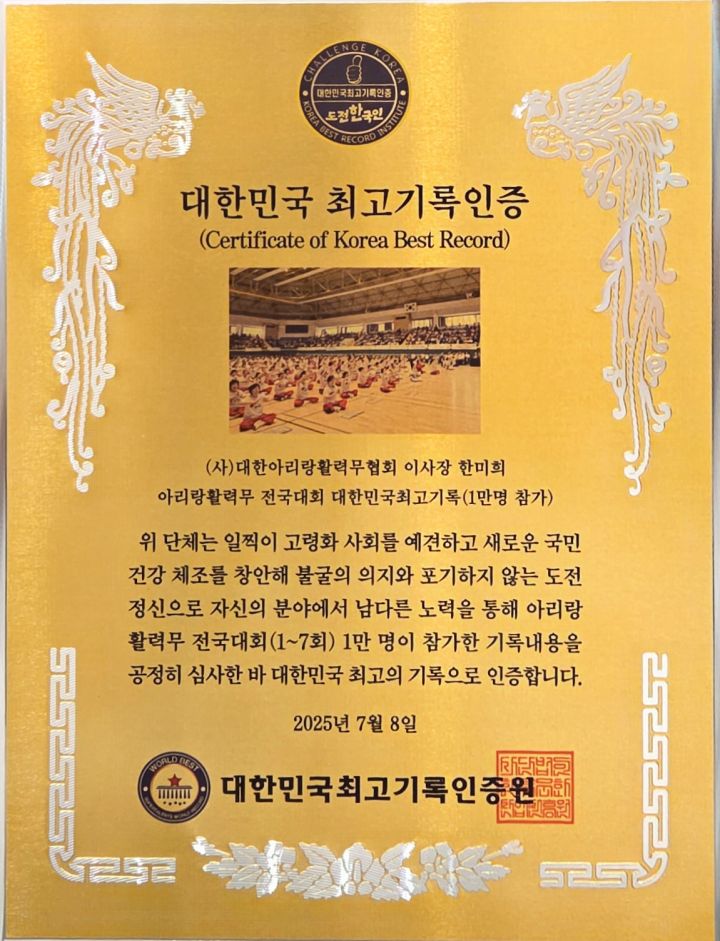 CHALLENGE KOREA
대한민국최고기록인증
도전한국인
KOREA BEST RECORD INSTITUTE
대한민국 최고기록인증
(Certificate of Korea Best Record)
(사)대한아리랑활력무협회 이사장 한미희
아리랑활력무 전국대회 대한민국최고기록(1만명 참가)
위 단체는 일찍이 고령화 사회를 예견하고 새로운 국민
건강 체조를 창안해 불굴의 의지와 포기하지 않는 도전
정신으로 자신의 분야에서 남다른 노력을 통해 아리랑
활력무 전국대회(1~7회) 1만 명이 참가한 기록내용을
공정히 심사한 바 대한민국 최고의 기록으로 인증합니다.
2025년 7월 8일
WORLD BEST
대한민국최고기록인증원